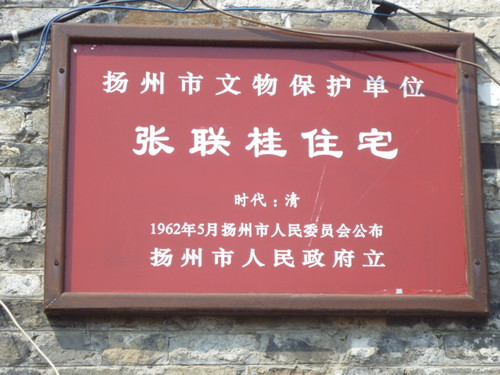 扬州市文物保护单位
张联桂住宅
时代：清
1962年5月扬州市人民委员会公布
扬州市人民政府立